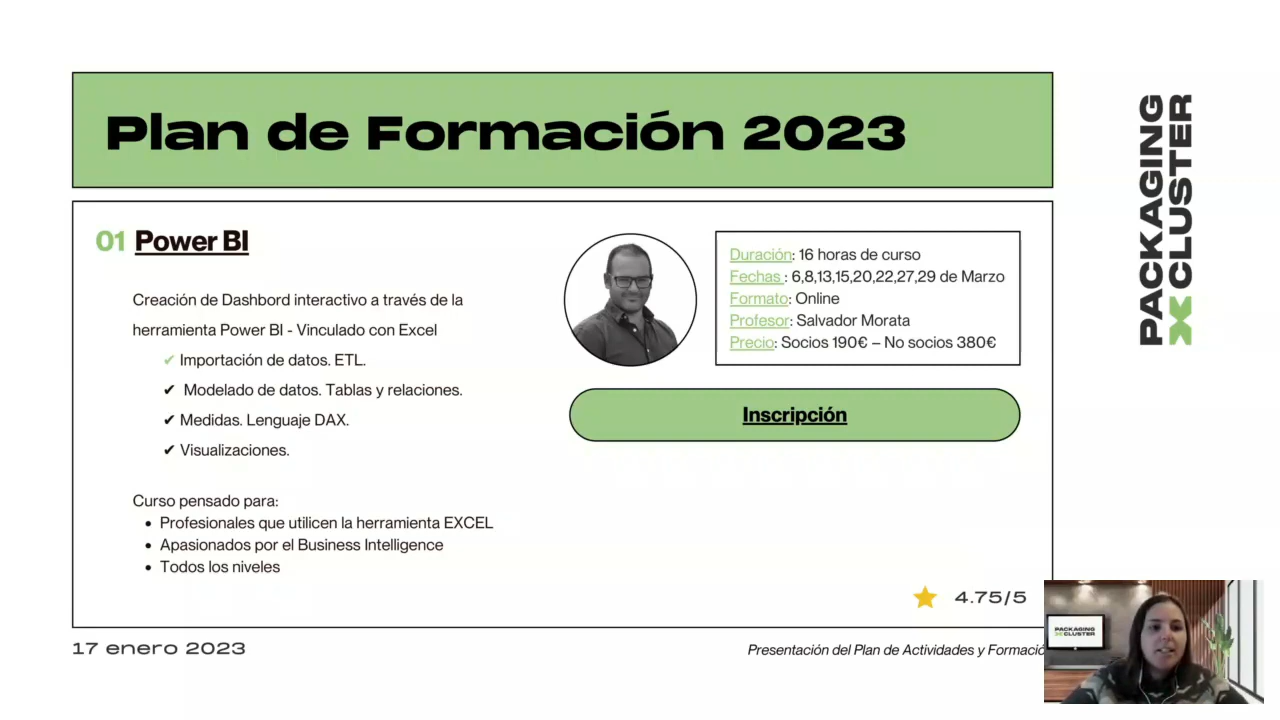 Plan de Formación 2023
PACKAGING
CLUSTER
01 Power BI
Creación de Dashbord interactivo a través de la
herramienta Power BI - Vinculado con Excel
✔ Importación de datos. ETL.
✔ Modelado de datos. Tablas y relaciones.
✔ Medidas. Lenguaje DAX.
✔ Visualizaciones.
Curso pensado para:
• Profesionales que utilicen la herramienta EXCEL
• Apasionados por el Business Intelligence
• Todos los niveles
Duración: 16 horas de curso
Fechas : 6,8,13,15,20,22,27,29 de Marzo
Formato: Online
Profesor: Salvador Morata
Precio: Socios 190€ – No socios 380€
Inscripción
4.75/5
17 enero 2023
Presentación del Plan de Actividades y Formació
PACKAGING
CLUSTER